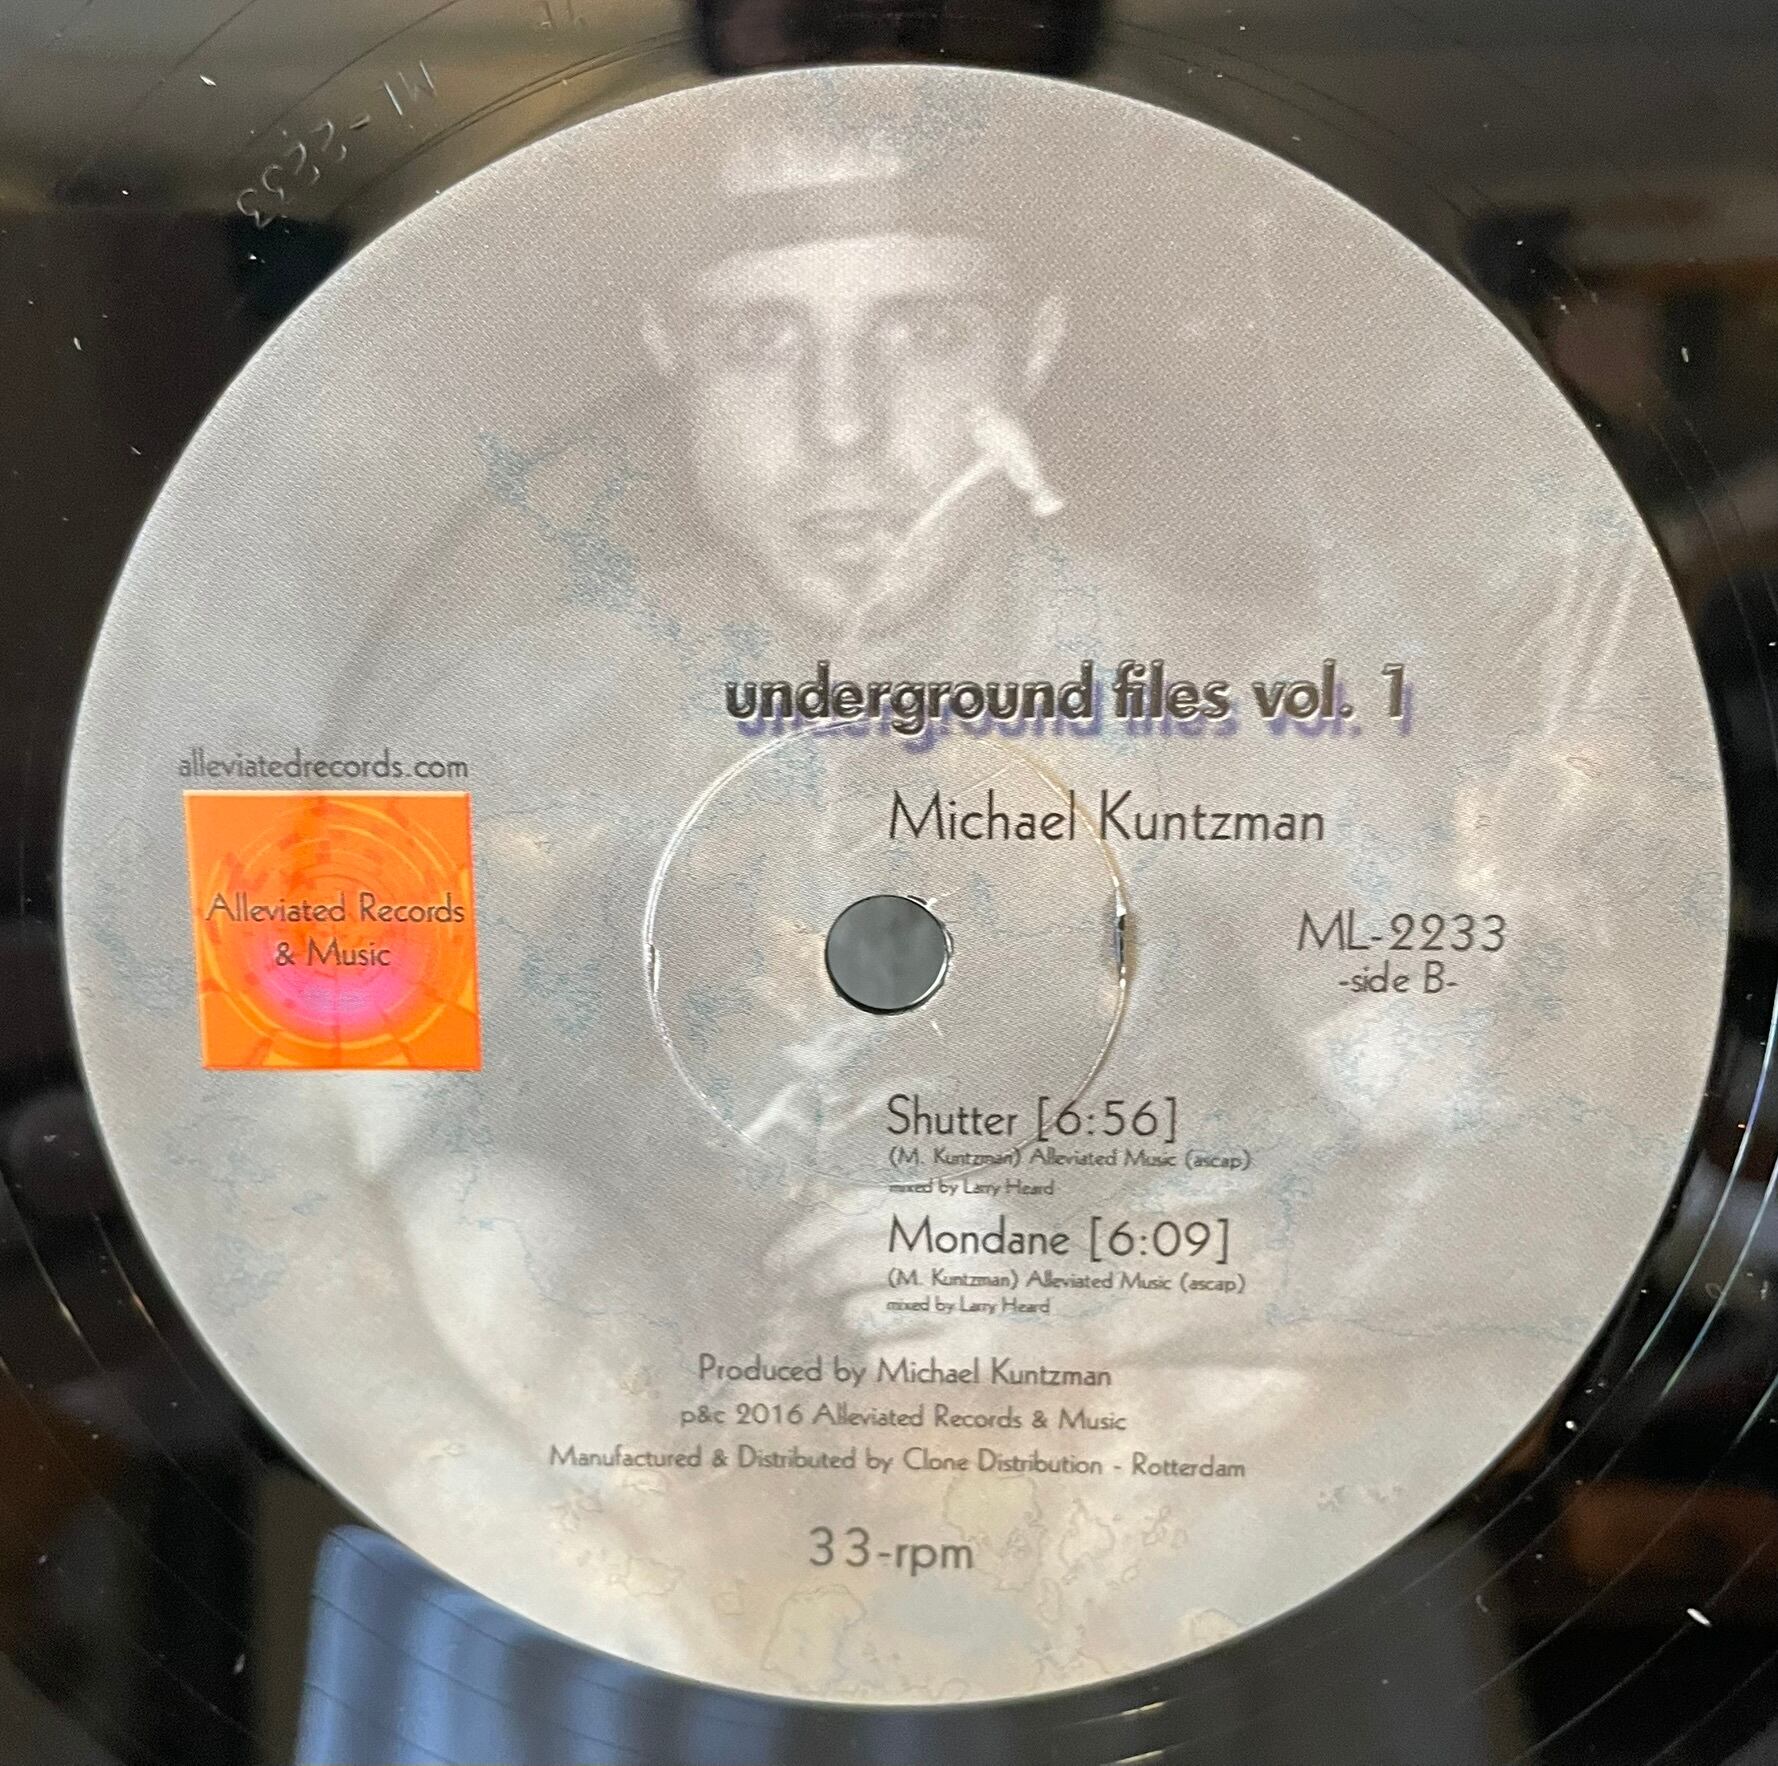 ML-2233
underground files vol. 1
alleviatedrecords.com
Michael Kuntzman
Alleviated Records
& Music
ML-2233
-side B-
Shutter [6:56]
(M. Kuntzman) Alleviated Music (ascap)
mixed by Larry Heard
Mondane [6:09]
(M. Kuntzman) Alleviated Music (ascap)
mixed by Larry Heard
Produced by Michael Kuntzman
p&c 2016 Alleviated Records & Music
Manufactured & Distributed by Clone Distribution - Rotterdam
33-rpm